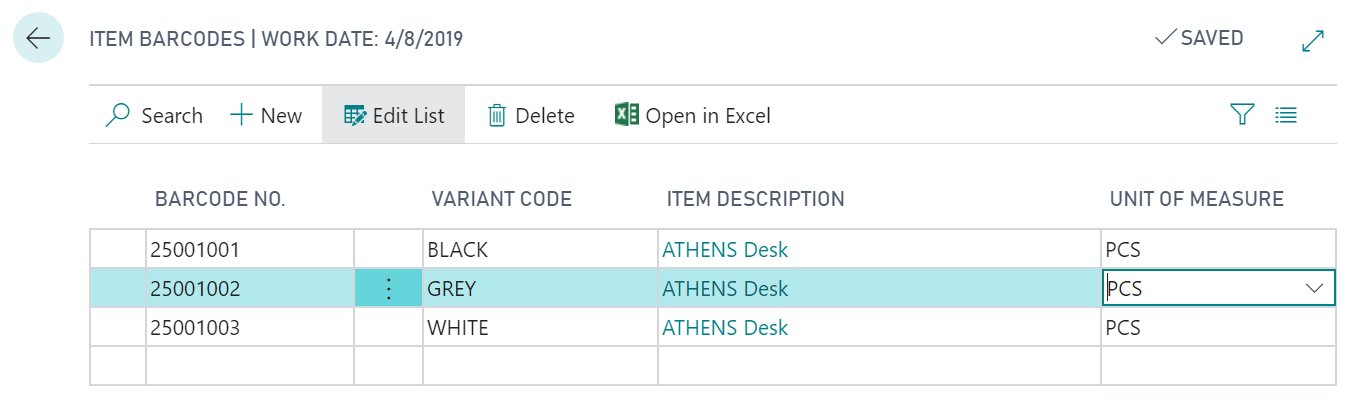 ITEM BARCODES | WORK DATE: 4/8/2019
SAVED
Search New Edit List Delete Open in Excel
BARCODE NO. VARIANT CODE ITEM DESCRIPTION UNIT OF MEASURE
25001001 BLACK ATHENS Desk PCS
25001002 GREY ATHENS Desk PCS
25001003 WHITE ATHENS Desk PCS